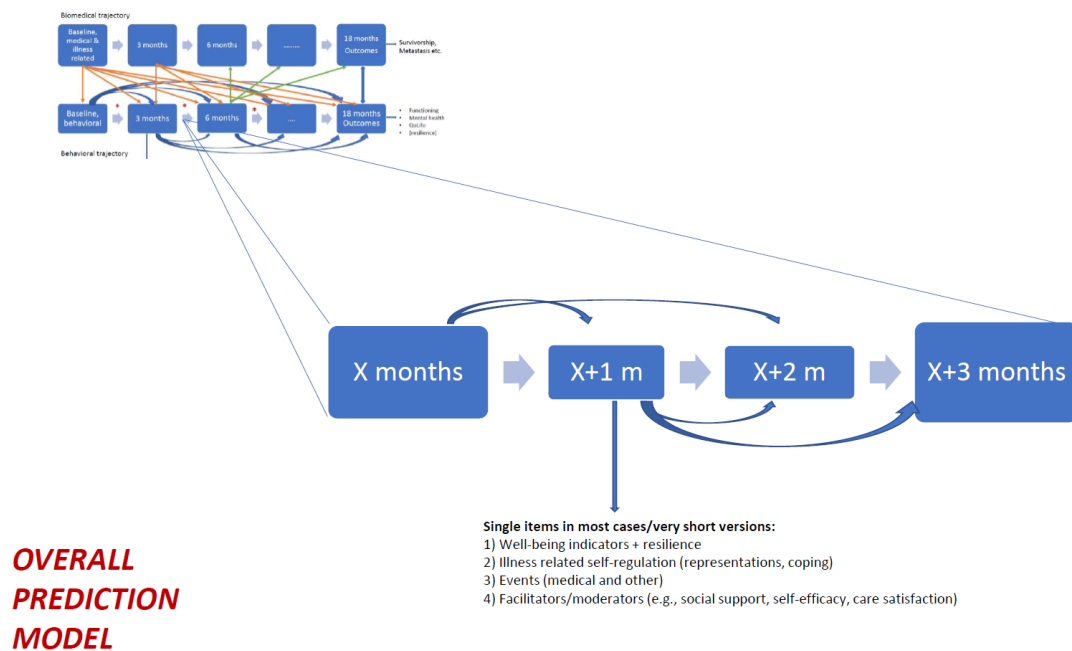 Biomedical trajectory
Baseline,
medical &
illness
related
3 months
6 months
........
18 months
Outcomes
Survivorship,
Metastasis etc.
Baseline,
behavioral
*
3 months
*
6 months
*
....
18 months
Outcomes
• Functioning
• Mental health
• QoLife
• [resilience]
Behavioral trajectory
X months
X+1 m
X+2 m
X+3 months
Single items in most cases/very short versions:
1) Well-being indicators + resilience
2) Illness related self-regulation (representations, coping)
3) Events (medical and other)
4) Facilitators/moderators (e.g., social support, self-efficacy, care satisfaction)
OVERALL
PREDICTION
MODEL